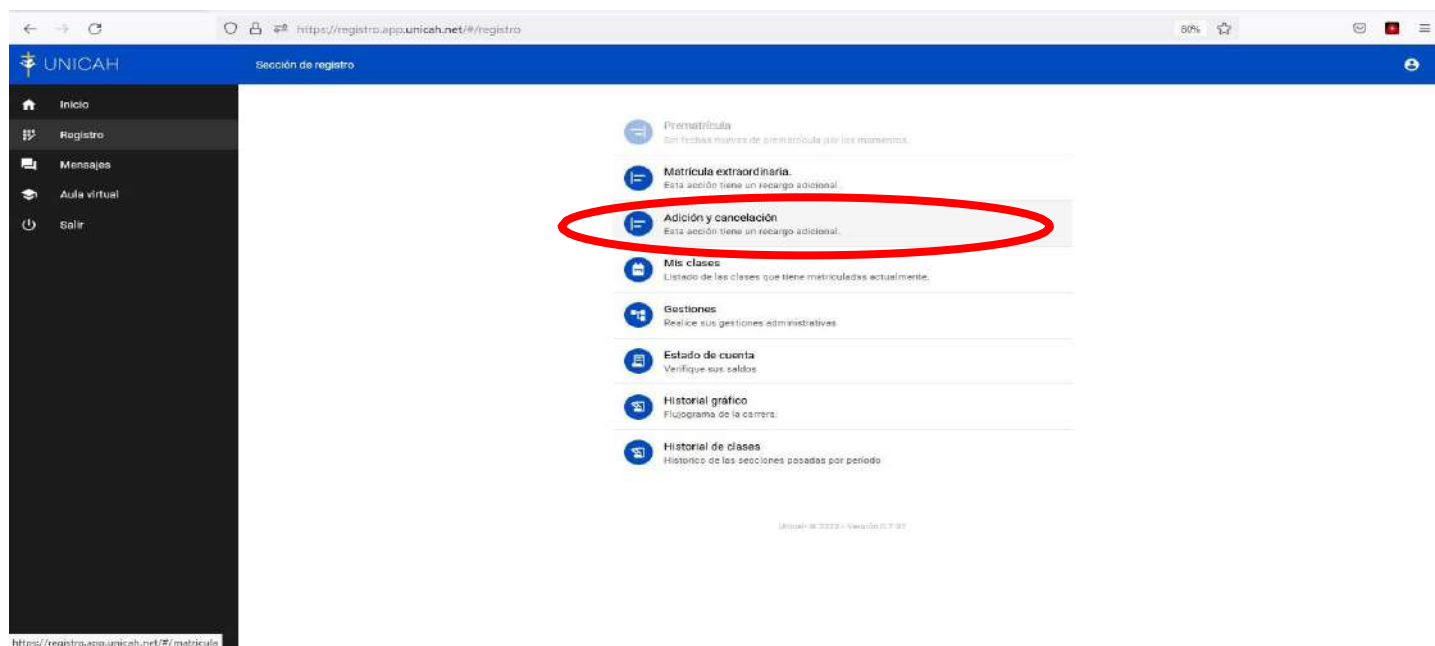 https://registro.app.unicah.net/#/registro
80%
UNICAH
Sección de registro
Inicio
Registro
Mensajes
Aula virtual
Salir
Prematrícula
Sin fechas nuevas de prematrícula por los momentos.
Matrícula extraordinaria.
Esta acción tiene un recargo adicional.
Adición y cancelación
Esta acción tiene un recargo adicional.
Mis clases
Listado de las clases que tiene matriculadas actualmente.
Gestiones
Realice sus gestiones administrativas
Estado de cuenta
Verifique sus saldos
Historial gráfico
Flujograma de la carrera.
Historial de clases
Historico de las secciones pasadas por periodo
https://registro.app.unicah.net/#/matricula